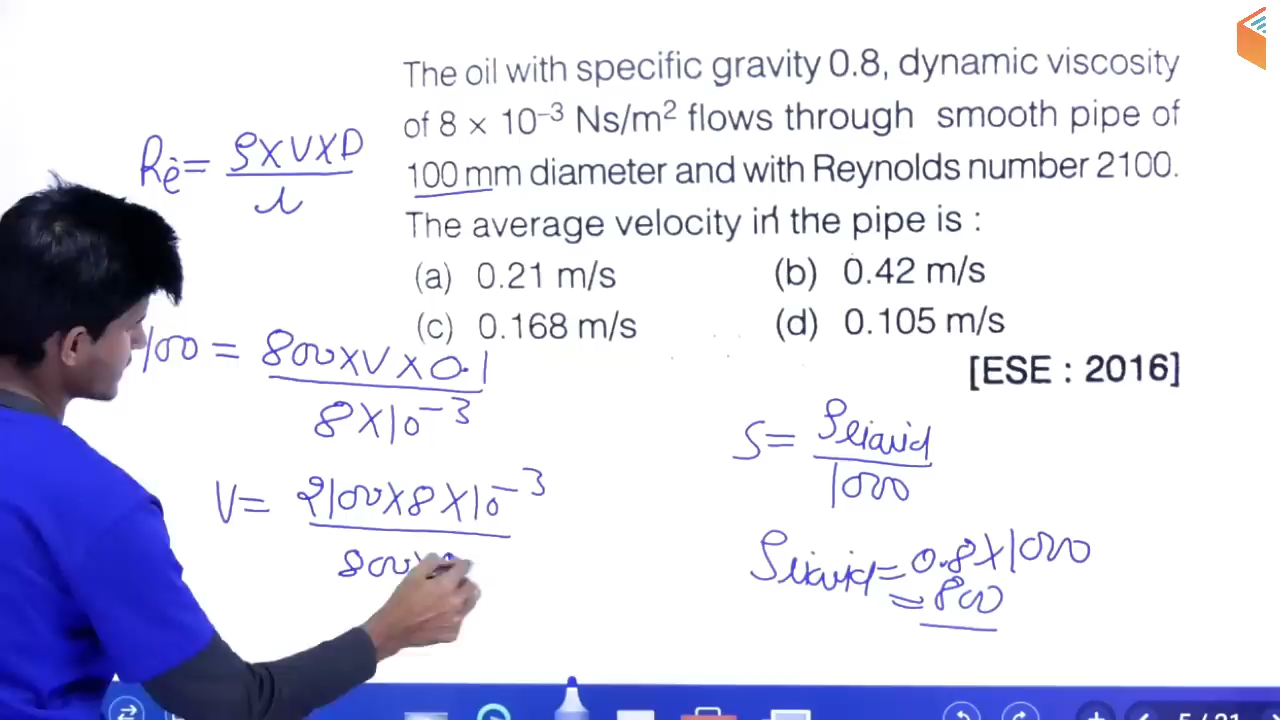 The oil with specific gravity 0.8, dynamic viscosity
of 8 × 10⁻³ Ns/m² flows through smooth pipe of
100 mm diameter and with Reynolds number 2100.
The average velocity in the pipe is :
(a) 0.21 m/s (b) 0.42 m/s
(c) 0.168 m/s (d) 0.105 m/s
[ESE : 2016]
Re = ρ×V×D
μ
100 = 800×V×0.1
8×10⁻³
V = 2100×8×10⁻³
800×
S = ρliquid
1000
ρliquid = 0.8×1000
= 800
5 / 21